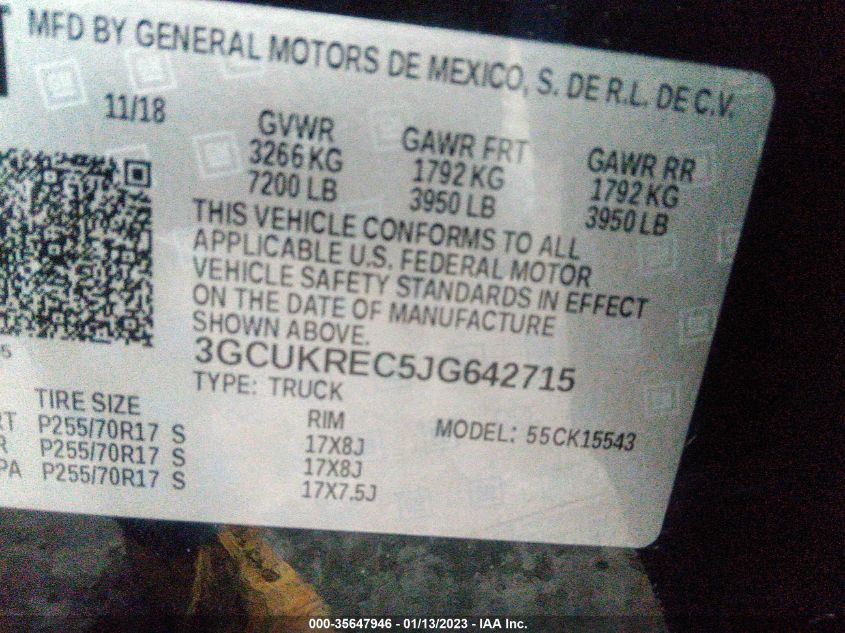 MFD BY GENERAL MOTORS DE MEXICO, S. DE R.L. DE C.V.
11/18
GVWR GAWR FRT GAWR RR
3266 KG 1792 KG 1792 KG
7200 LB 3950 LB 3950 LB
THIS VEHICLE CONFORMS TO ALL
APPLICABLE U.S. FEDERAL MOTOR
VEHICLE SAFETY STANDARDS IN EFFECT
ON THE DATE OF MANUFACTURE
SHOWN ABOVE.
3GCUKREC5JG642715
TYPE: TRUCK
MODEL: 55CK15543
TIRE SIZE RIM
RT P255/70R17 S 17X8J
R P255/70R17 S 17X8J
PA P255/70R17 S 17X7.5J
000-35647946 - 01/13/2023 - IAA Inc.